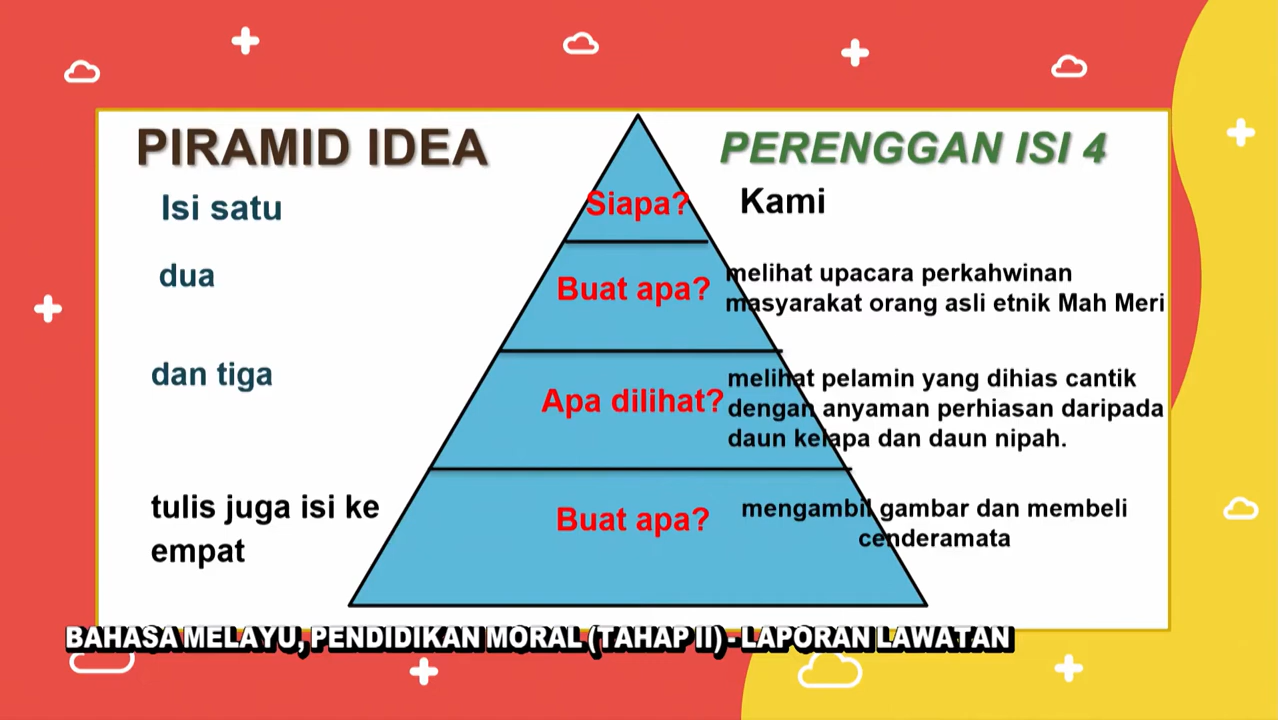 PIRAMID IDEA
PERENGGAN ISI 4
Isi satu
Siapa?
Kami
dua
Buat apa?
melihat upacara perkahwinan
masyarakat orang asli etnik Mah Meri
dan tiga
Apa dilihat?
melihat pelamin yang dihias cantik
dengan anyaman perhiasan daripada
daun kelapa dan daun nipah.
tulis juga isi ke
empat
Buat apa?
mengambil gambar dan membeli
cenderamata
BAHASA MELAYU, PENDIDIKAN MORAL (TAHAP II) - LAPORAN LAWATAN